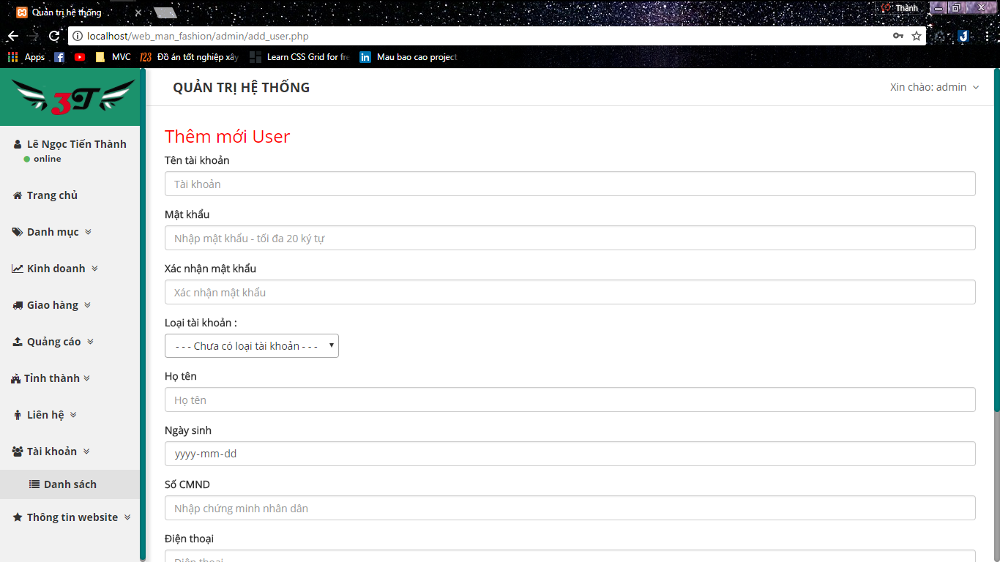 Quản trị hệ thống
Thành
localhost/web_man_fashion/admin/add_user.php
Apps
MVC
123 Đồ án tốt nghiệp xây
Learn CSS Grid for fre
in Mau bao cao project
3T
QUẢN TRỊ HỆ THỐNG
Xin chào: admin
Lê Ngọc Tiến Thành
online
Trang chủ
Danh mục
Kinh doanh
Giao hàng
Quảng cáo
Tỉnh thành
Liên hệ
Tài khoản
Danh sách
Thông tin website
Thêm mới User
Tên tài khoản
Tài khoản
Mật khẩu
Nhập mật khẩu - tối đa 20 ký tự
Xác nhận mật khẩu
Xác nhận mật khẩu
Loại tài khoản :
- - - Chưa có loại tài khoản - - -
Họ tên
Họ tên
Ngày sinh
yyyy-mm-dd
Số CMND
Nhập chứng minh nhân dân
Điện thoại
Điện thoại